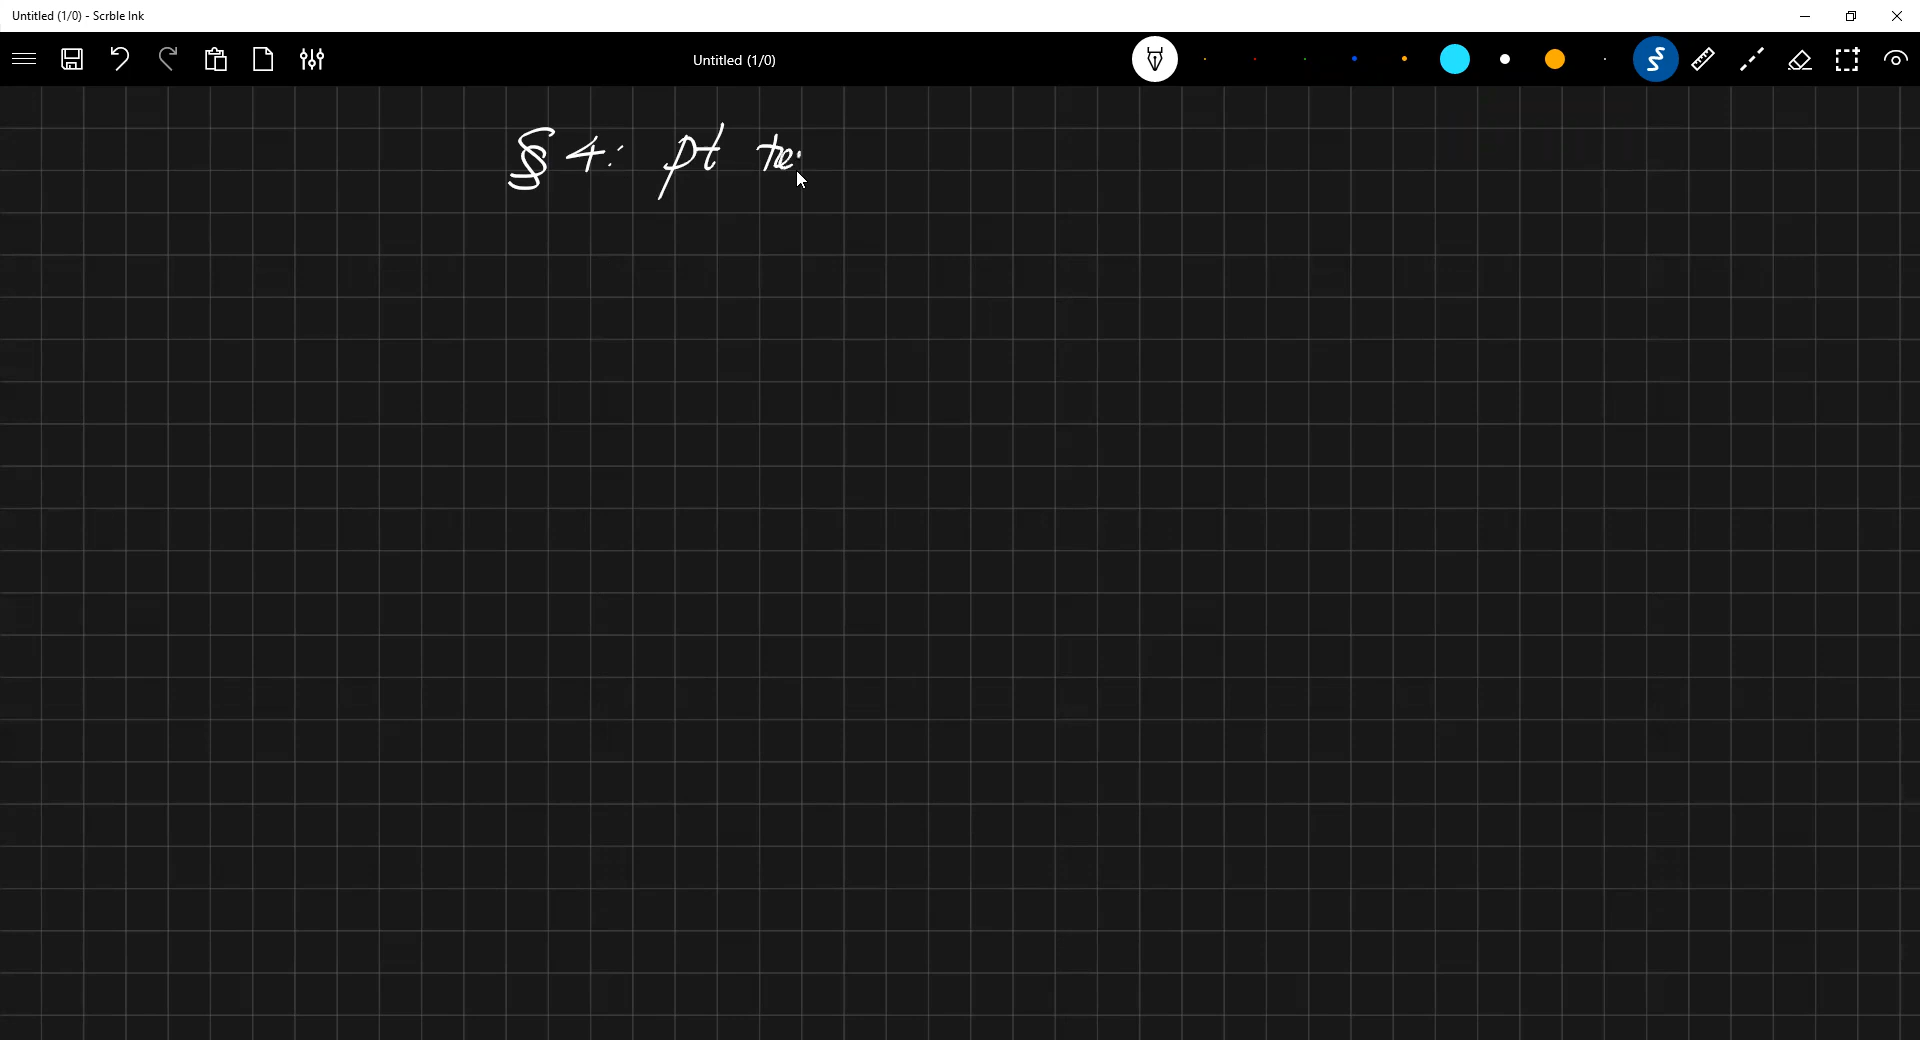 Untitled (1/0) - Scrble Ink
Untitled (1/0)
§ 4: pt